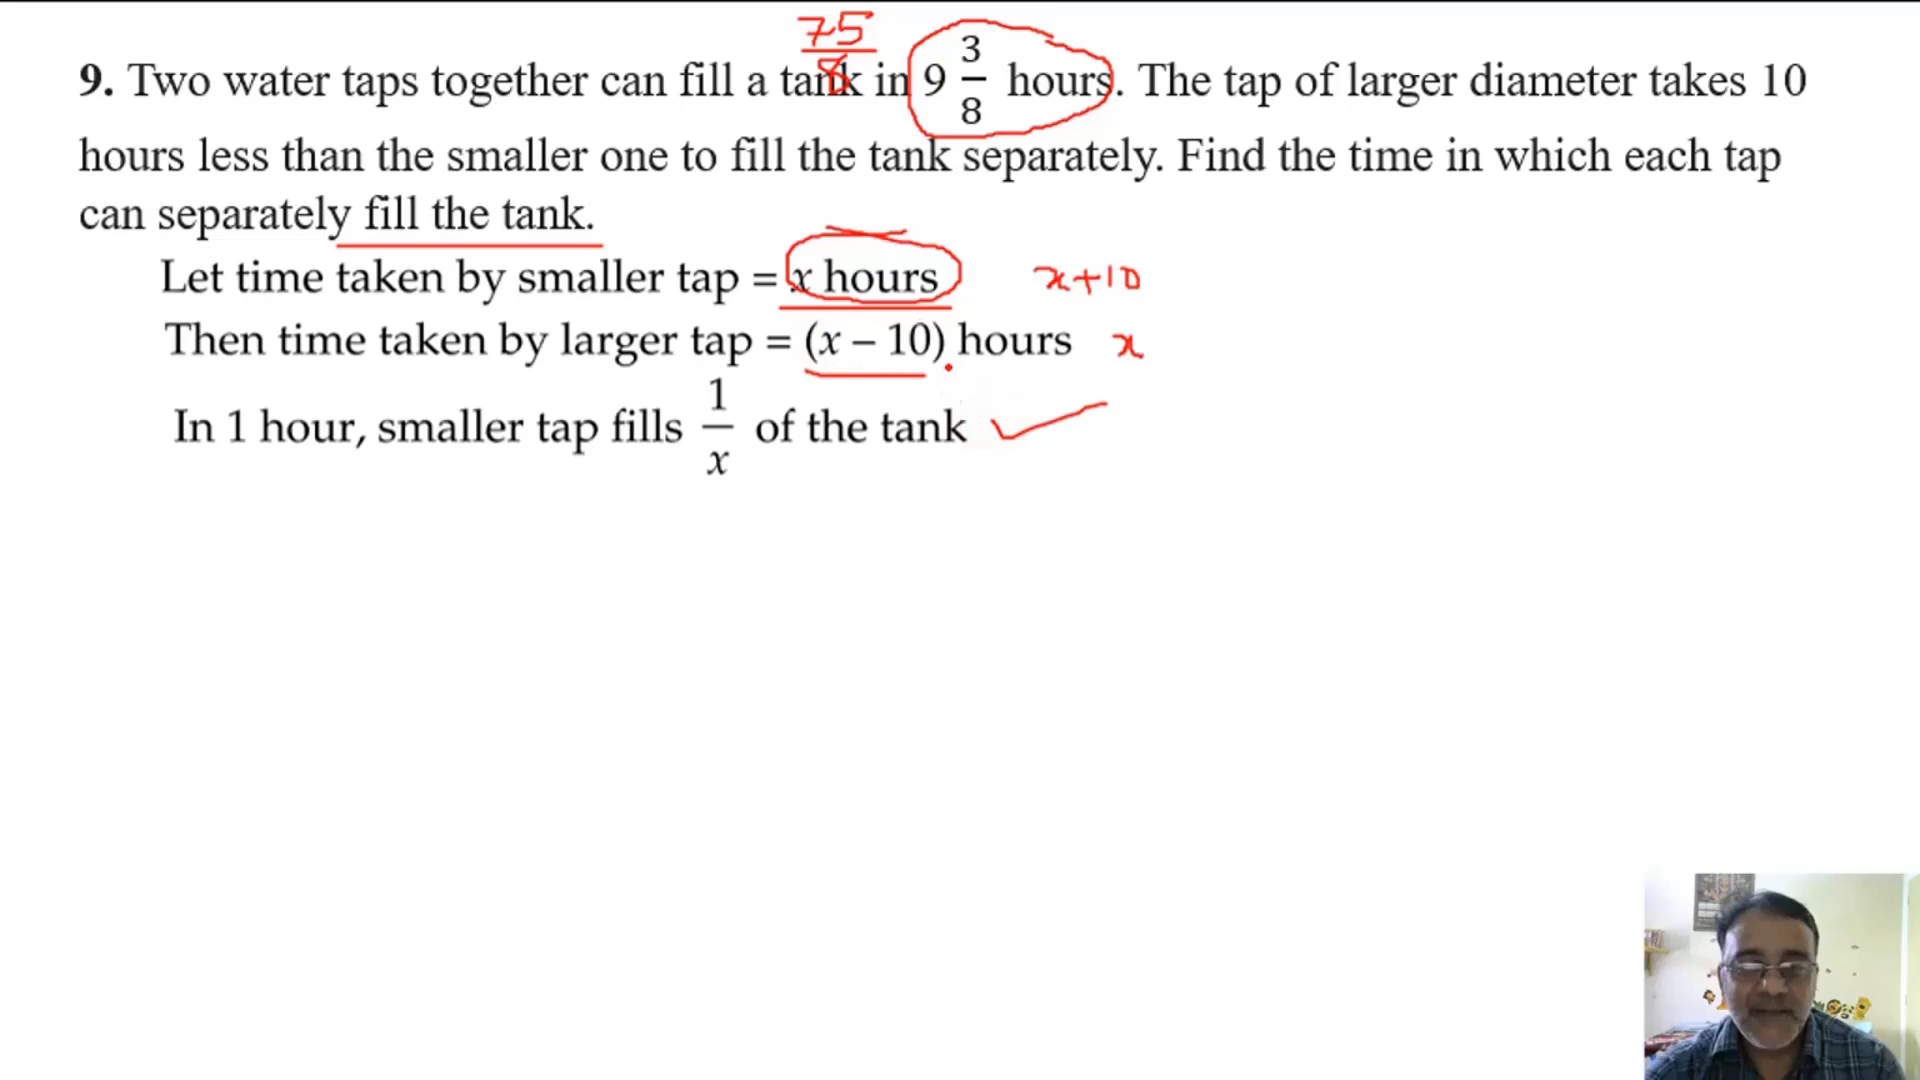 75
8
9. Two water taps together can fill a tank in 9 3/8 hours. The tap of larger diameter takes 10
hours less than the smaller one to fill the tank separately. Find the time in which each tap
can separately fill the tank.
Let time taken by smaller tap = x hours x+10
Then time taken by larger tap = (x – 10) hours x
In 1 hour, smaller tap fills 1/x of the tank